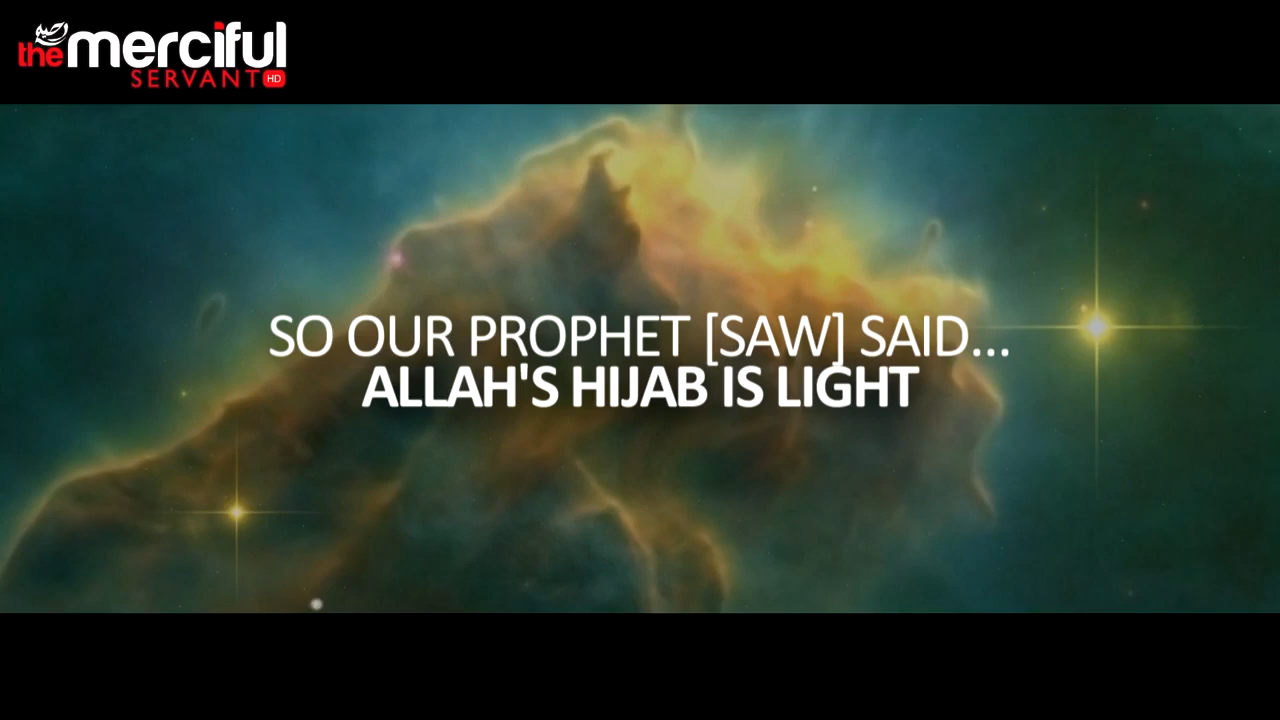 the merciful
SERVANT HD
SO OUR PROPHET [SAW] SAID...
ALLAH'S HIJAB IS LIGHT